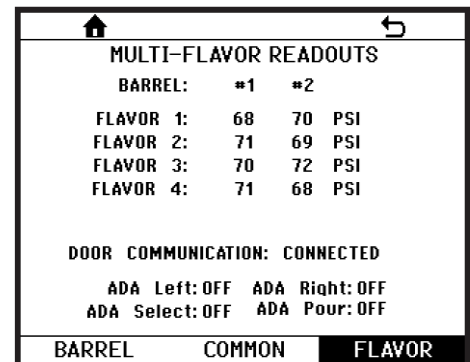 MULTI-FLAVOR READOUTS
BARREL: #1 #2
FLAVOR 1: 68 70 PSI
FLAVOR 2: 71 69 PSI
FLAVOR 3: 70 72 PSI
FLAVOR 4: 71 68 PSI
DOOR COMMUNICATION: CONNECTED
ADA Left: OFF ADA Right: OFF
ADA Select: OFF ADA Pour: OFF
BARREL COMMON FLAVOR